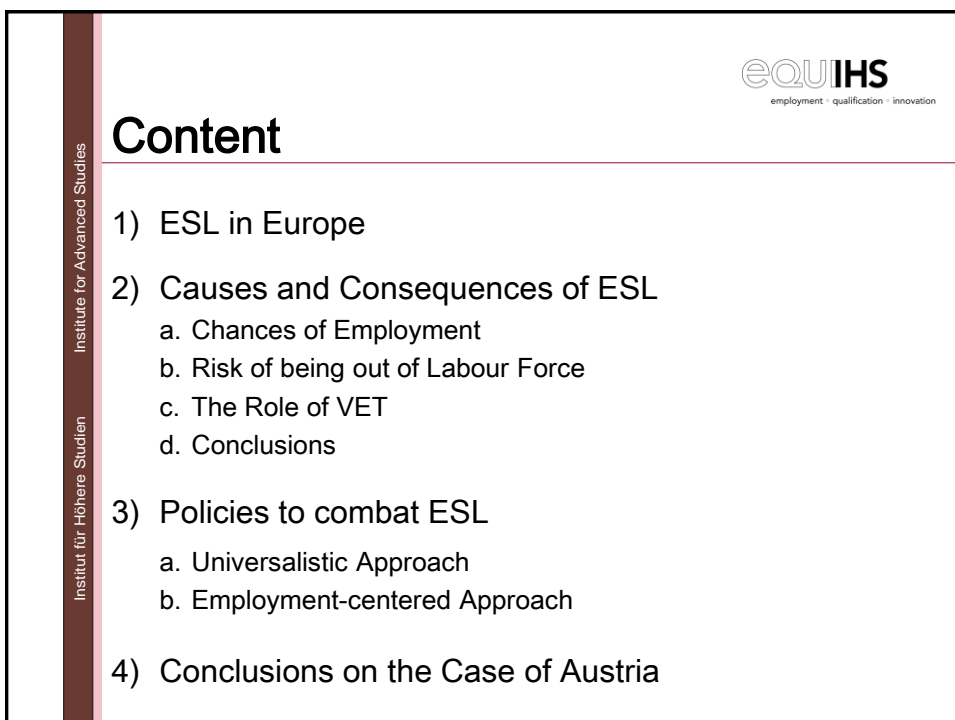 equIHS
employment • qualification • innovation
Content
1) ESL in Europe
2) Causes and Consequences of ESL
a. Chances of Employment
b. Risk of being out of Labour Force
c. The Role of VET
d. Conclusions
3) Policies to combat ESL
a. Universalistic Approach
b. Employment-centered Approach
4) Conclusions on the Case of Austria
Institut für Höhere Studien Institute for Advanced Studies